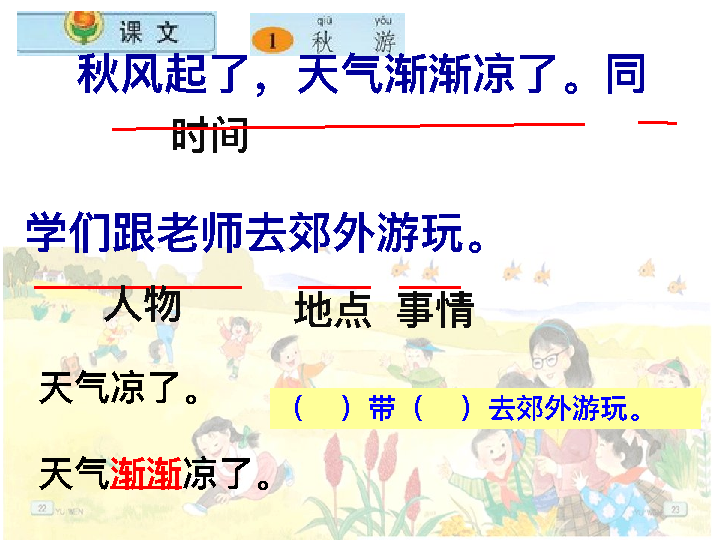 课 文
qiū yóu
1 秋 游
秋风起了，天气渐渐凉了。同
时间
学们跟老师去郊外游玩。
人物 地点 事情
天气凉了。
（ ）带（ ）去郊外游玩。
天气渐渐凉了。
22 YU WEN
23